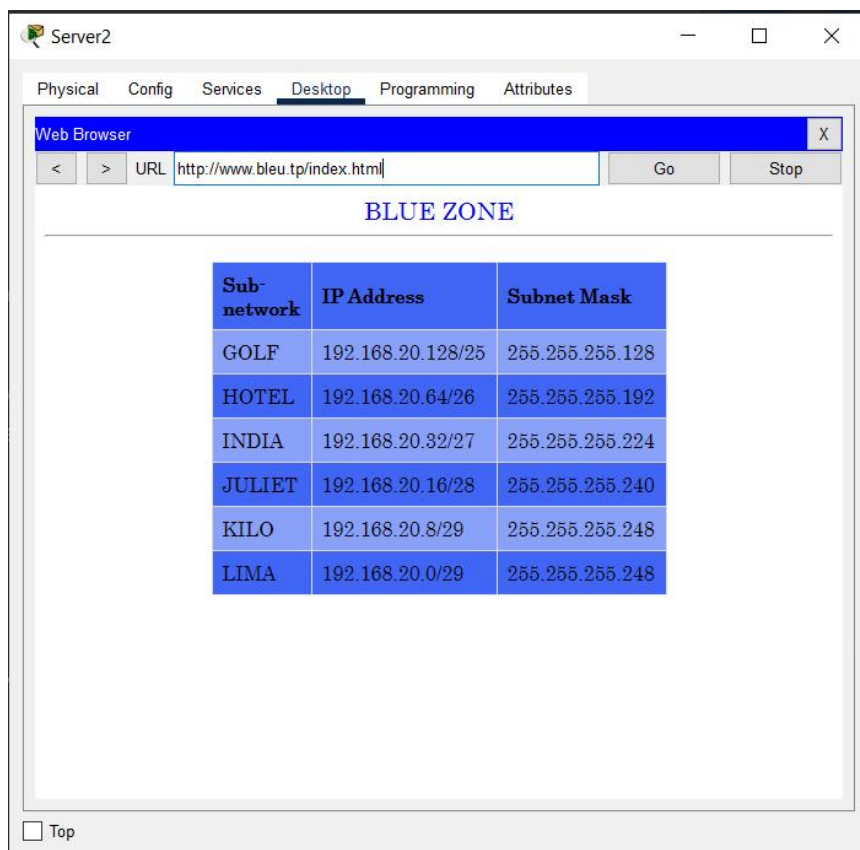 Server2
Physical Config Services Desktop Programming Attributes
Web Browser X
< > URL http://www.bleu.tp/index.html Go Stop
BLUE ZONE
Sub-
network IP Address Subnet Mask
GOLF 192.168.20.128/25 255.255.255.128
HOTEL 192.168.20.64/26 255.255.255.192
INDIA 192.168.20.32/27 255.255.255.224
JULIET 192.168.20.16/28 255.255.255.240
KILO 192.168.20.8/29 255.255.255.248
LIMA 192.168.20.0/29 255.255.255.248
Top